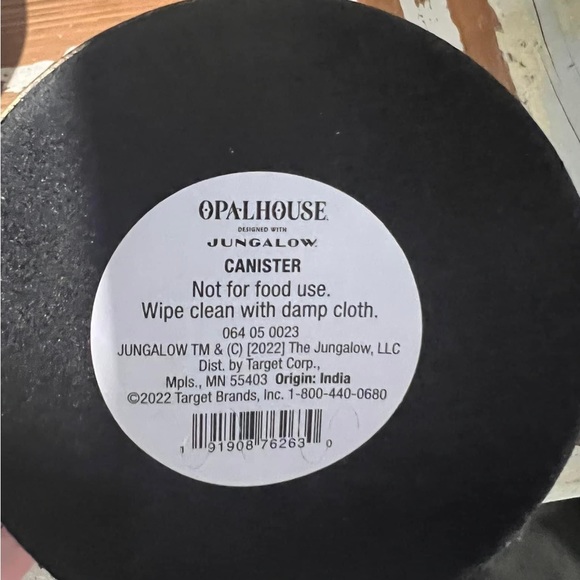 OPALHOUSE
DESIGNED WITH
JUNGALOW
CANISTER
Not for food use.
Wipe clean with damp cloth.
064 05 0023
JUNGALOW TM & (C) [2022] The Jungalow, LLC
Dist. by Target Corp.,
Mpls., MN 55403 Origin: India
©2022 Target Brands, Inc. 1-800-440-0680
1 91908 76263 0